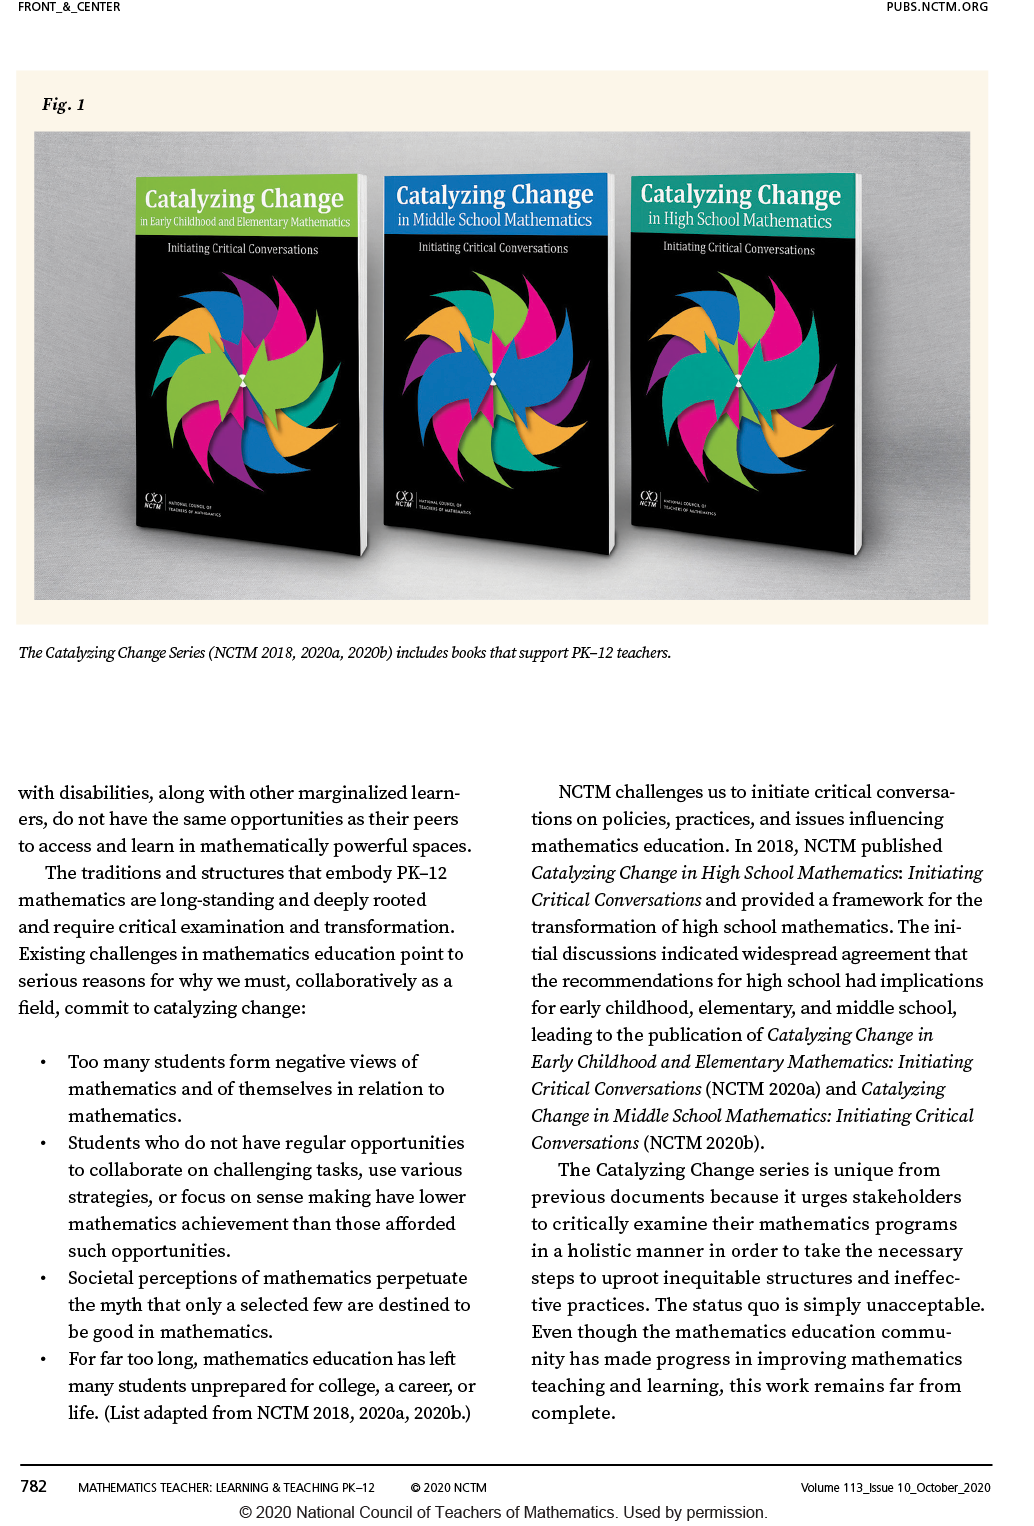 FRONT_&_CENTER
PUBS.NCTM.ORG
Fig. 1
Catalyzing Change
in Early Childhood and Elementary Mathematics
Initiating Critical Conversations
NCTM
NATIONAL COUNCIL OF
TEACHERS OF MATHEMATICS
Catalyzing Change
in Middle School Mathematics
Initiating Critical Conversations
NCTM
NATIONAL COUNCIL OF
TEACHERS OF MATHEMATICS
Catalyzing Change
in High School Mathematics
Initiating Critical Conversations
NCTM
NATIONAL COUNCIL OF
TEACHERS OF MATHEMATICS
The Catalyzing Change Series (NCTM 2018, 2020a, 2020b) includes books that support PK–12 teachers.
with disabilities, along with other marginalized learn-
ers, do not have the same opportunities as their peers
to access and learn in mathematically powerful spaces.
The traditions and structures that embody PK–12
mathematics are long-standing and deeply rooted
and require critical examination and transformation.
Existing challenges in mathematics education point to
serious reasons for why we must, collaboratively as a
field, commit to catalyzing change:
• Too many students form negative views of
mathematics and of themselves in relation to
mathematics.
• Students who do not have regular opportunities
to collaborate on challenging tasks, use various
strategies, or focus on sense making have lower
mathematics achievement than those afforded
such opportunities.
• Societal perceptions of mathematics perpetuate
the myth that only a selected few are destined to
be good in mathematics.
• For far too long, mathematics education has left
many students unprepared for college, a career, or
life. (List adapted from NCTM 2018, 2020a, 2020b.)
NCTM challenges us to initiate critical conversa-
tions on policies, practices, and issues influencing
mathematics education. In 2018, NCTM published
Catalyzing Change in High School Mathematics: Initiating
Critical Conversations and provided a framework for the
transformation of high school mathematics. The ini-
tial discussions indicated widespread agreement that
the recommendations for high school had implications
for early childhood, elementary, and middle school,
leading to the publication of Catalyzing Change in
Early Childhood and Elementary Mathematics: Initiating
Critical Conversations (NCTM 2020a) and Catalyzing
Change in Middle School Mathematics: Initiating Critical
Conversations (NCTM 2020b).
The Catalyzing Change series is unique from
previous documents because it urges stakeholders
to critically examine their mathematics programs
in a holistic manner in order to take the necessary
steps to uproot inequitable structures and ineffec-
tive practices. The status quo is simply unacceptable.
Even though the mathematics education commu-
nity has made progress in improving mathematics
teaching and learning, this work remains far from
complete.
782 MATHEMATICS TEACHER: LEARNING & TEACHING PK–12 © 2020 NCTM
Volume 113_Issue 10_October_2020
© 2020 National Council of Teachers of Mathematics. Used by permission.